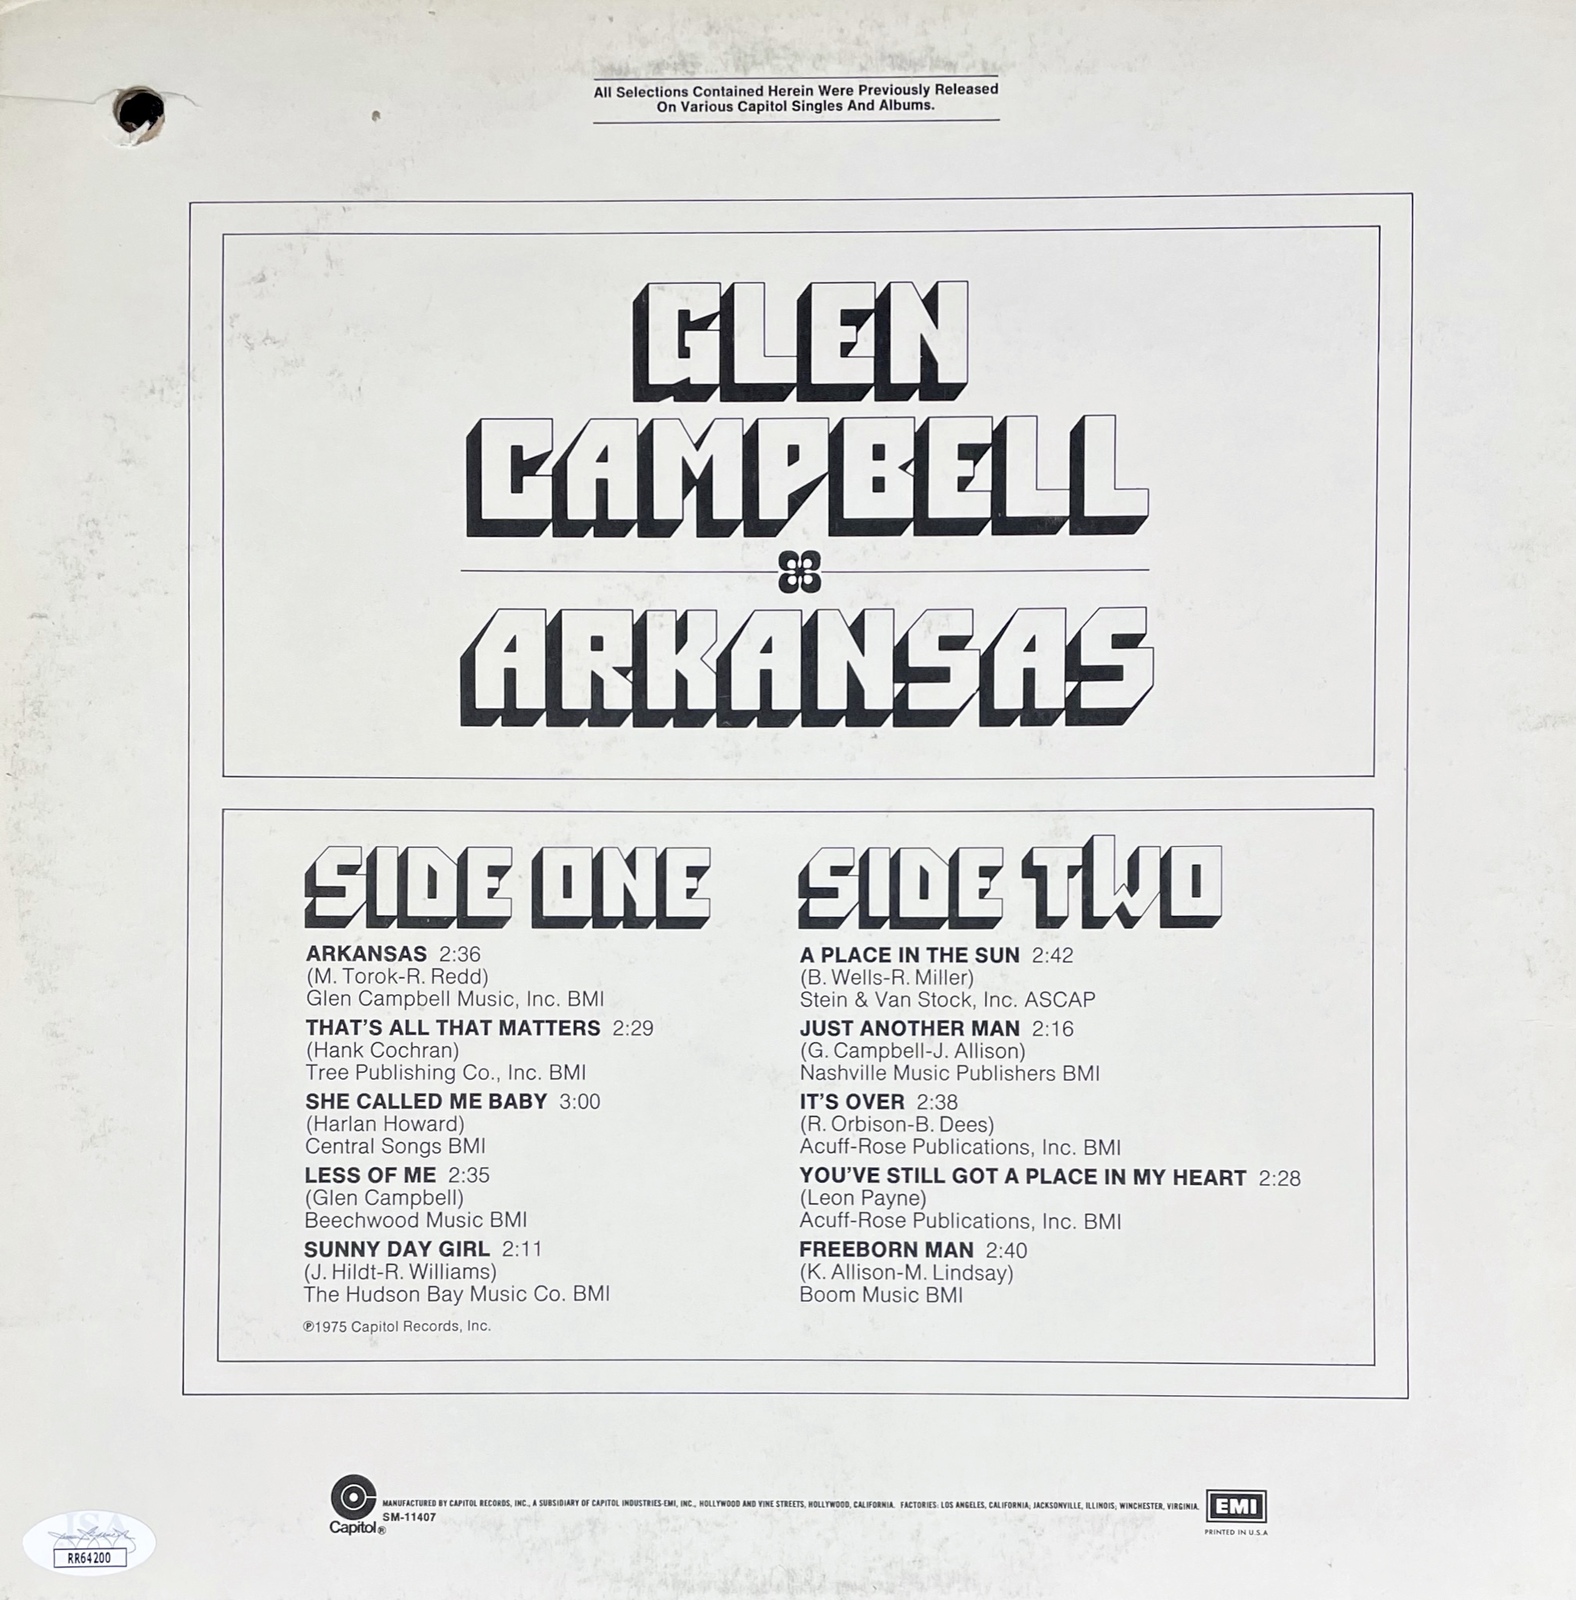 All Selections Contained Herein Were Previously Released
On Various Capitol Singles And Albums.
GLEN
CAMPBELL
ARKANSAS
SIDE ONE
ARKANSAS 2:36
(M. Torok-R. Redd)
Glen Campbell Music, Inc. BMI
THAT'S ALL THAT MATTERS 2:29
(Hank Cochran)
Tree Publishing Co., Inc. BMI
SHE CALLED ME BABY 3:00
(Harlan Howard)
Central Songs BMI
LESS OF ME 2:35
(Glen Campbell)
Beechwood Music BMI
SUNNY DAY GIRL 2:11
(J. Hildt-R. Williams)
The Hudson Bay Music Co. BMI
℗1975 Capitol Records, Inc.
SIDE TWO
A PLACE IN THE SUN 2:42
(B. Wells-R. Miller)
Stein & Van Stock, Inc. ASCAP
JUST ANOTHER MAN 2:16
(G. Campbell-J. Allison)
Nashville Music Publishers BMI
IT'S OVER 2:38
(R. Orbison-B. Dees)
Acuff-Rose Publications, Inc. BMI
YOU'VE STILL GOT A PLACE IN MY HEART 2:28
(Leon Payne)
Acuff-Rose Publications, Inc. BMI
FREEBORN MAN 2:40
(K. Allison-M. Lindsay)
Boom Music BMI
MANUFACTURED BY CAPITOL RECORDS, INC., A SUBSIDIARY OF CAPITOL INDUSTRIES-EMI, INC., HOLLYWOOD AND VINE STREETS, HOLLYWOOD, CALIFORNIA. FACTORIES: LOS ANGELES, CALIFORNIA; JACKSONVILLE, ILLINOIS; WINCHESTER, VIRGINIA.
SM-11407
Capitol®
EMI
PRINTED IN U.S.A
JSA
RR64200